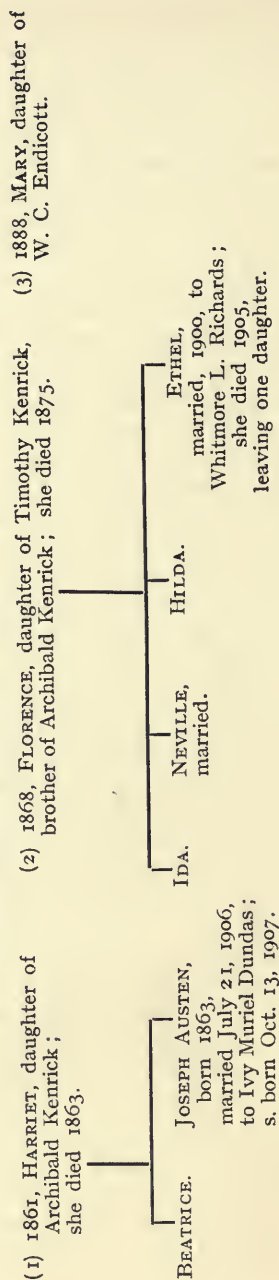 (1) 1861, HARRIET, daughter of
Archibald Kenrick;
she died 1863.
BEATRICE.
JOSEPH AUSTEN,
born 1863,
married July 21, 1906,
to Ivy Muriel Dundas;
s. born Oct. 13, 1907.
(2) 1868, FLORENCE, daughter of Timothy Kenrick,
brother of Archibald Kenrick; she died 1875.
IDA.
NEVILLE,
married.
HILDA.
ETHEL,
married, 1900, to
Whitmore L. Richards;
she died 1905,
leaving one daughter.
(3) 1888, MARY, daughter of
W. C. Endicott.